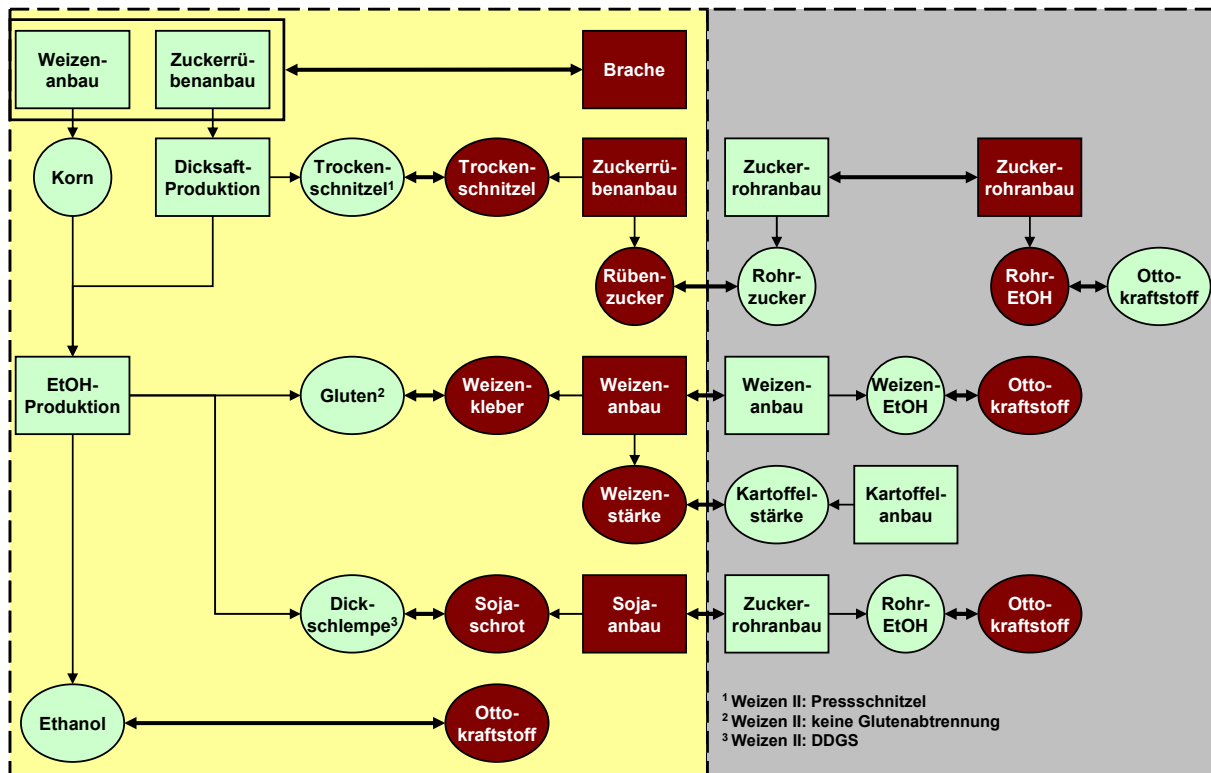 Weizen-
anbau
Zuckerrü-
benanbau
Brache
Korn
Dicksaft-
Produktion
Trocken-
schnitzel¹
Trocken-
schnitzel
Zuckerrü-
benanbau
Zucker-
rohranbau
Zucker-
rohranbau
Rüben-
zucker
Rohr-
zucker
Rohr-
EtOH
Otto-
kraftstoff
EtOH-
Produktion
Gluten²
Weizen-
kleber
Weizen-
anbau
Weizen-
anbau
Weizen-
EtOH
Otto-
kraftstoff
Weizen-
stärke
Kartoffel-
stärke
Kartoffel-
anbau
Dick-
schlempe³
Soja-
schrot
Soja-
anbau
Zucker-
rohranbau
Rohr-
EtOH
Otto-
kraftstoff
Ethanol
Otto-
kraftstoff
¹ Weizen II: Pressschnitzel
² Weizen II: keine Glutenabtrennung
³ Weizen II: DDGS